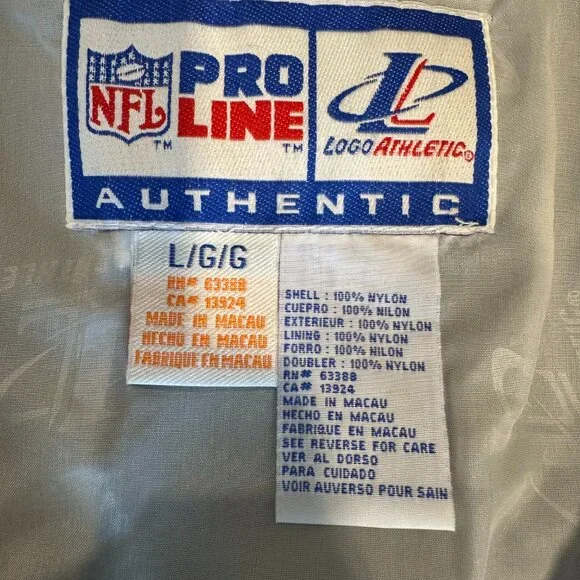 NFL
TM
PRO
LINE
TM
LOGO ATHLETIC®
AUTHENTIC
L/G/G
RN# 63388
CA# 13924
MADE IN MACAU
HECHO EN MACAU
FABRIQUE EN MACAU
SHELL : 100% NYLON
CUEPRO : 100% NILON
EXTERIEUR : 100% NYLON
LINING : 100% NYLON
FORRO : 100% NILON
DOUBLER : 100% NYLON
RN# 63388
CA# 13924
MADE IN MACAU
HECHO EN MACAU
FABRIQUE EN MACAU
SEE REVERSE FOR CARE
VER AL DORSO
PARA CUIDADO
VOIR AUVERSO POUR SAIN